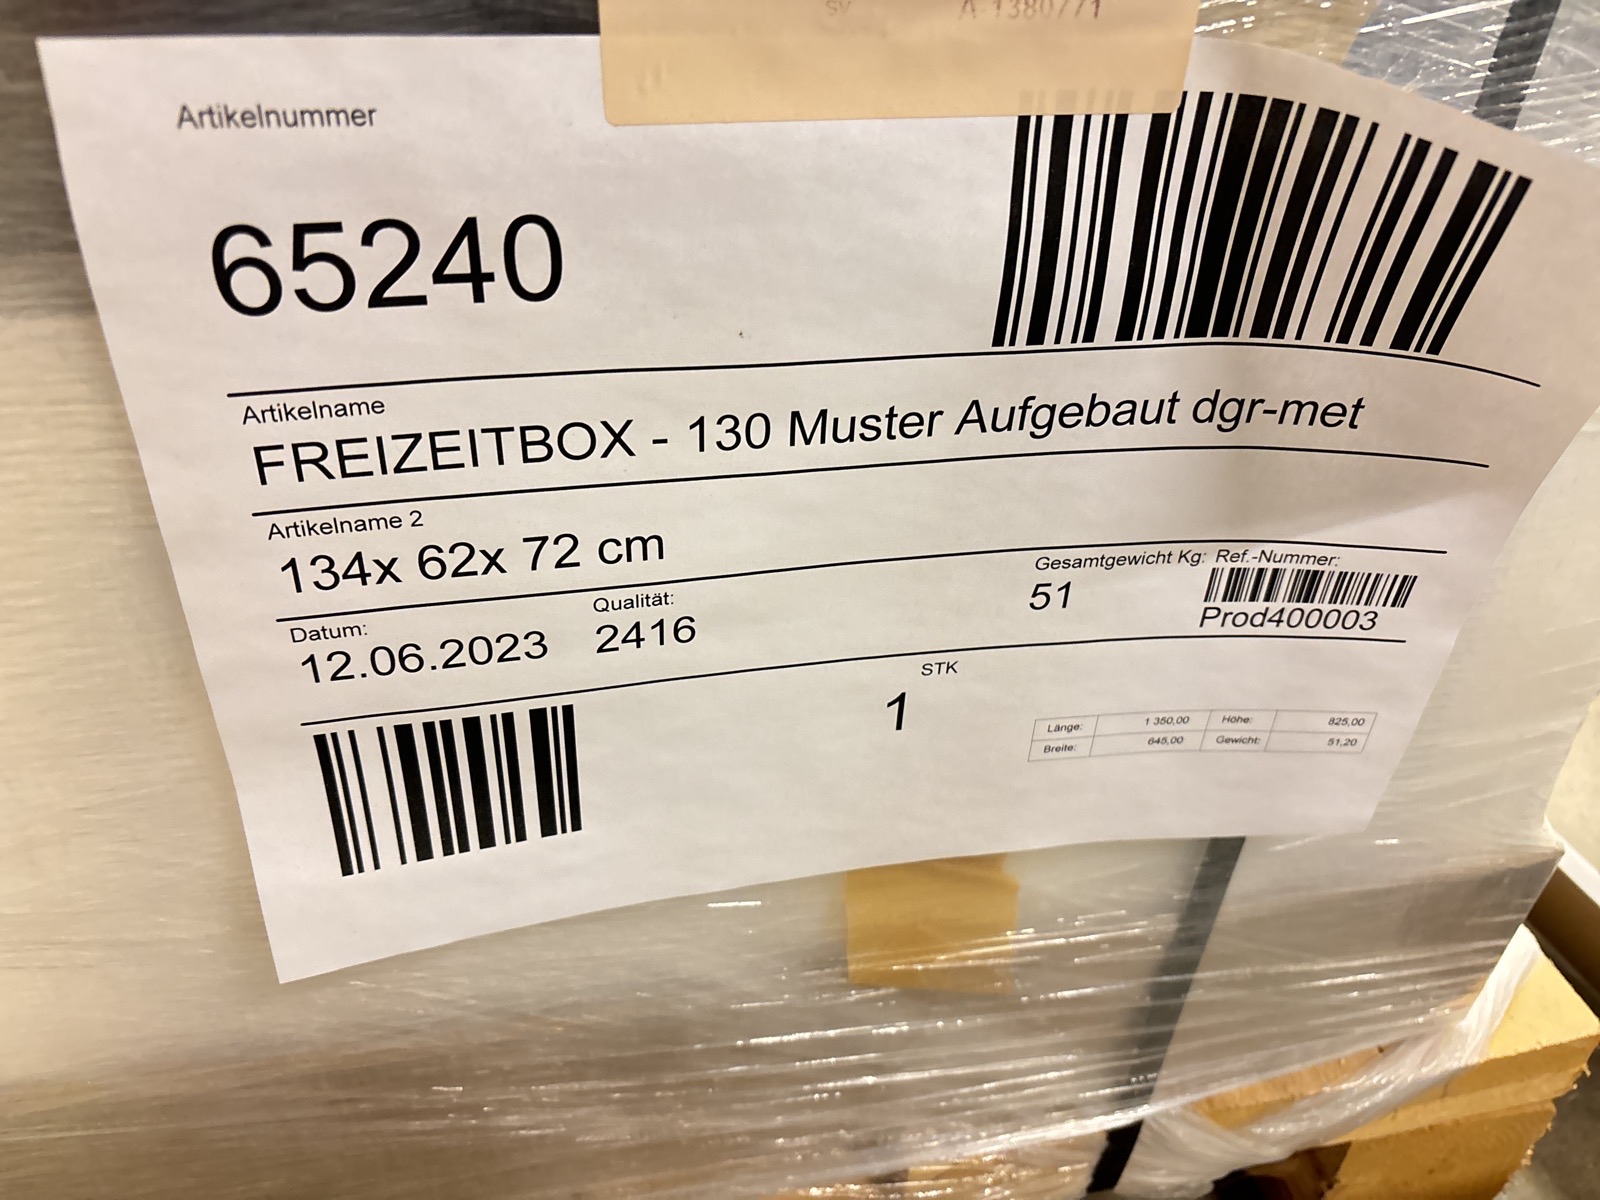 SV A-1380771
Artikelnummer
65240
Artikelname
FREIZEITBOX - 130 Muster Aufgebaut dgr-met
Artikelname 2
134x 62x 72 cm
Gesamtgewicht Kg: Ref.-Nummer:
51
Prod400003
Datum: Qualität:
12.06.2023 2416
STK
1
Länge: 1 350,00 Höhe: 825,00
Breite: 645,00 Gewicht: 51,20